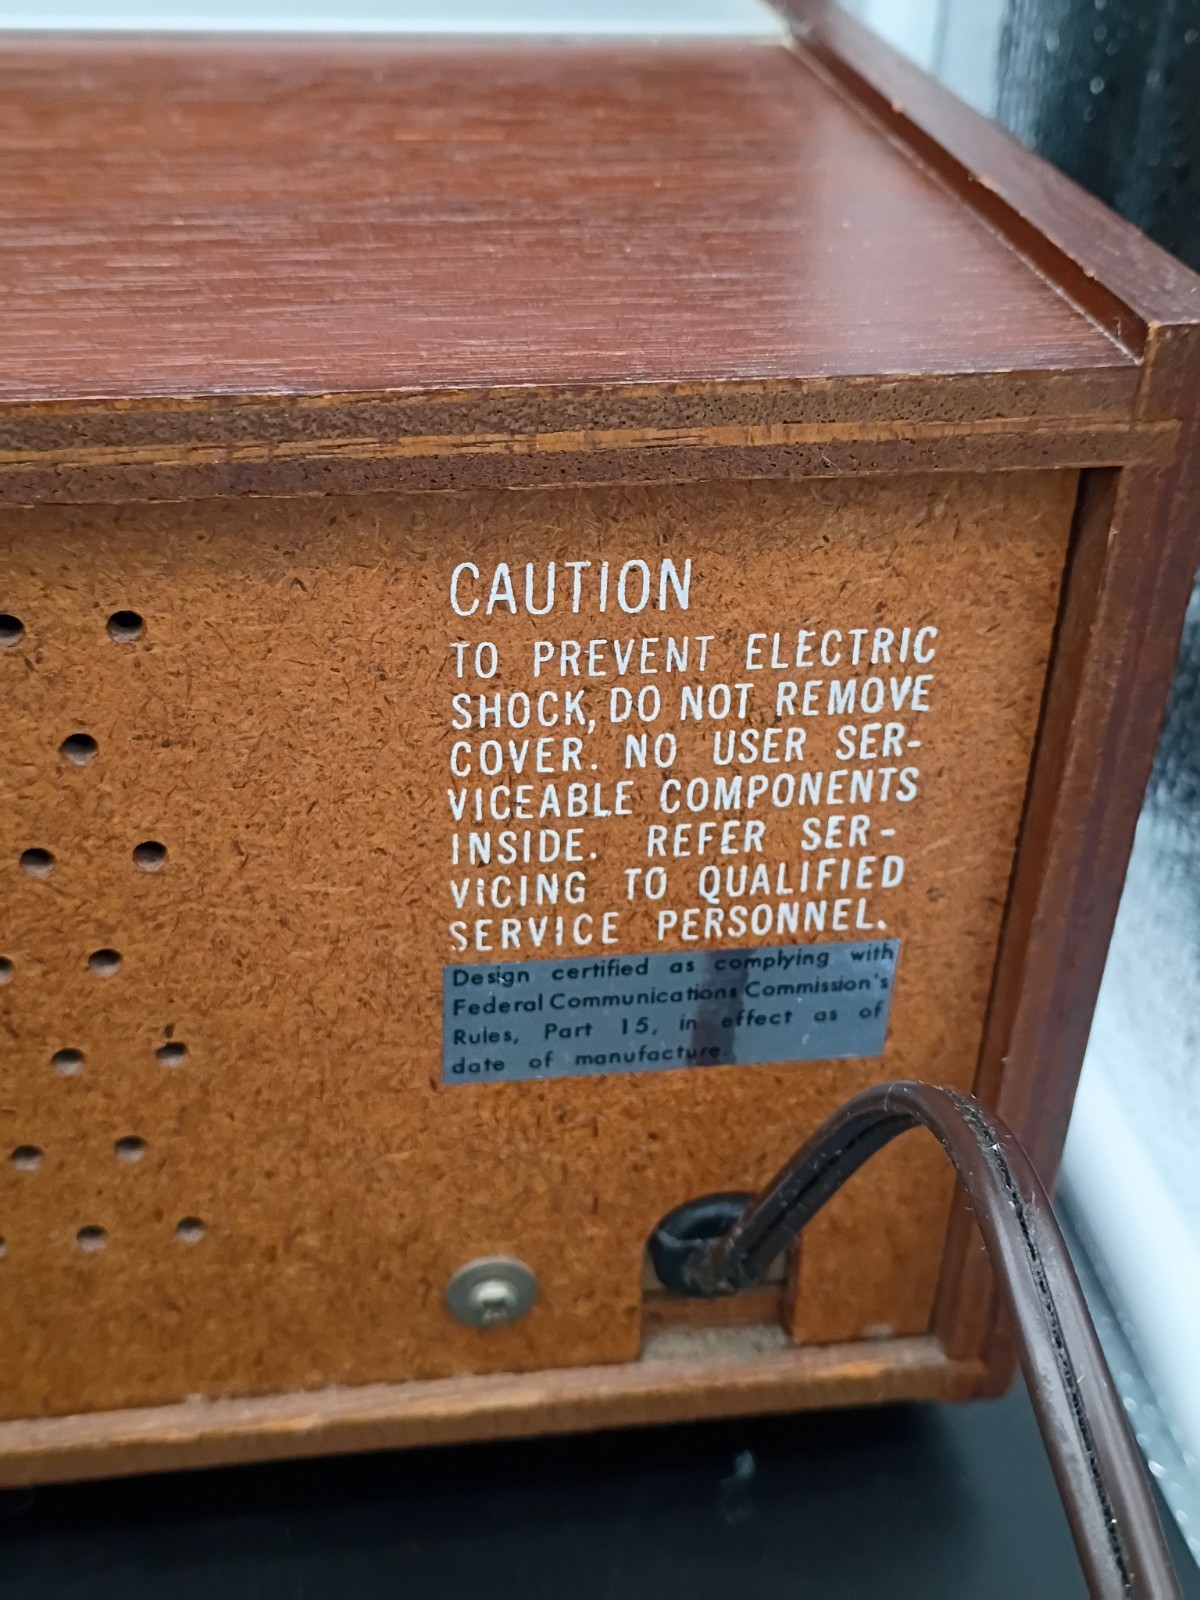 CAUTION
TO PREVENT ELECTRIC
SHOCK, DO NOT REMOVE
COVER. NO USER SER-
VICEABLE COMPONENTS
INSIDE. REFER SER-
VICING TO QUALIFIED
SERVICE PERSONNEL.
Design certified as complying with
Federal Communications Commission's
Rules, Part 15, in effect as of
date of manufacture.